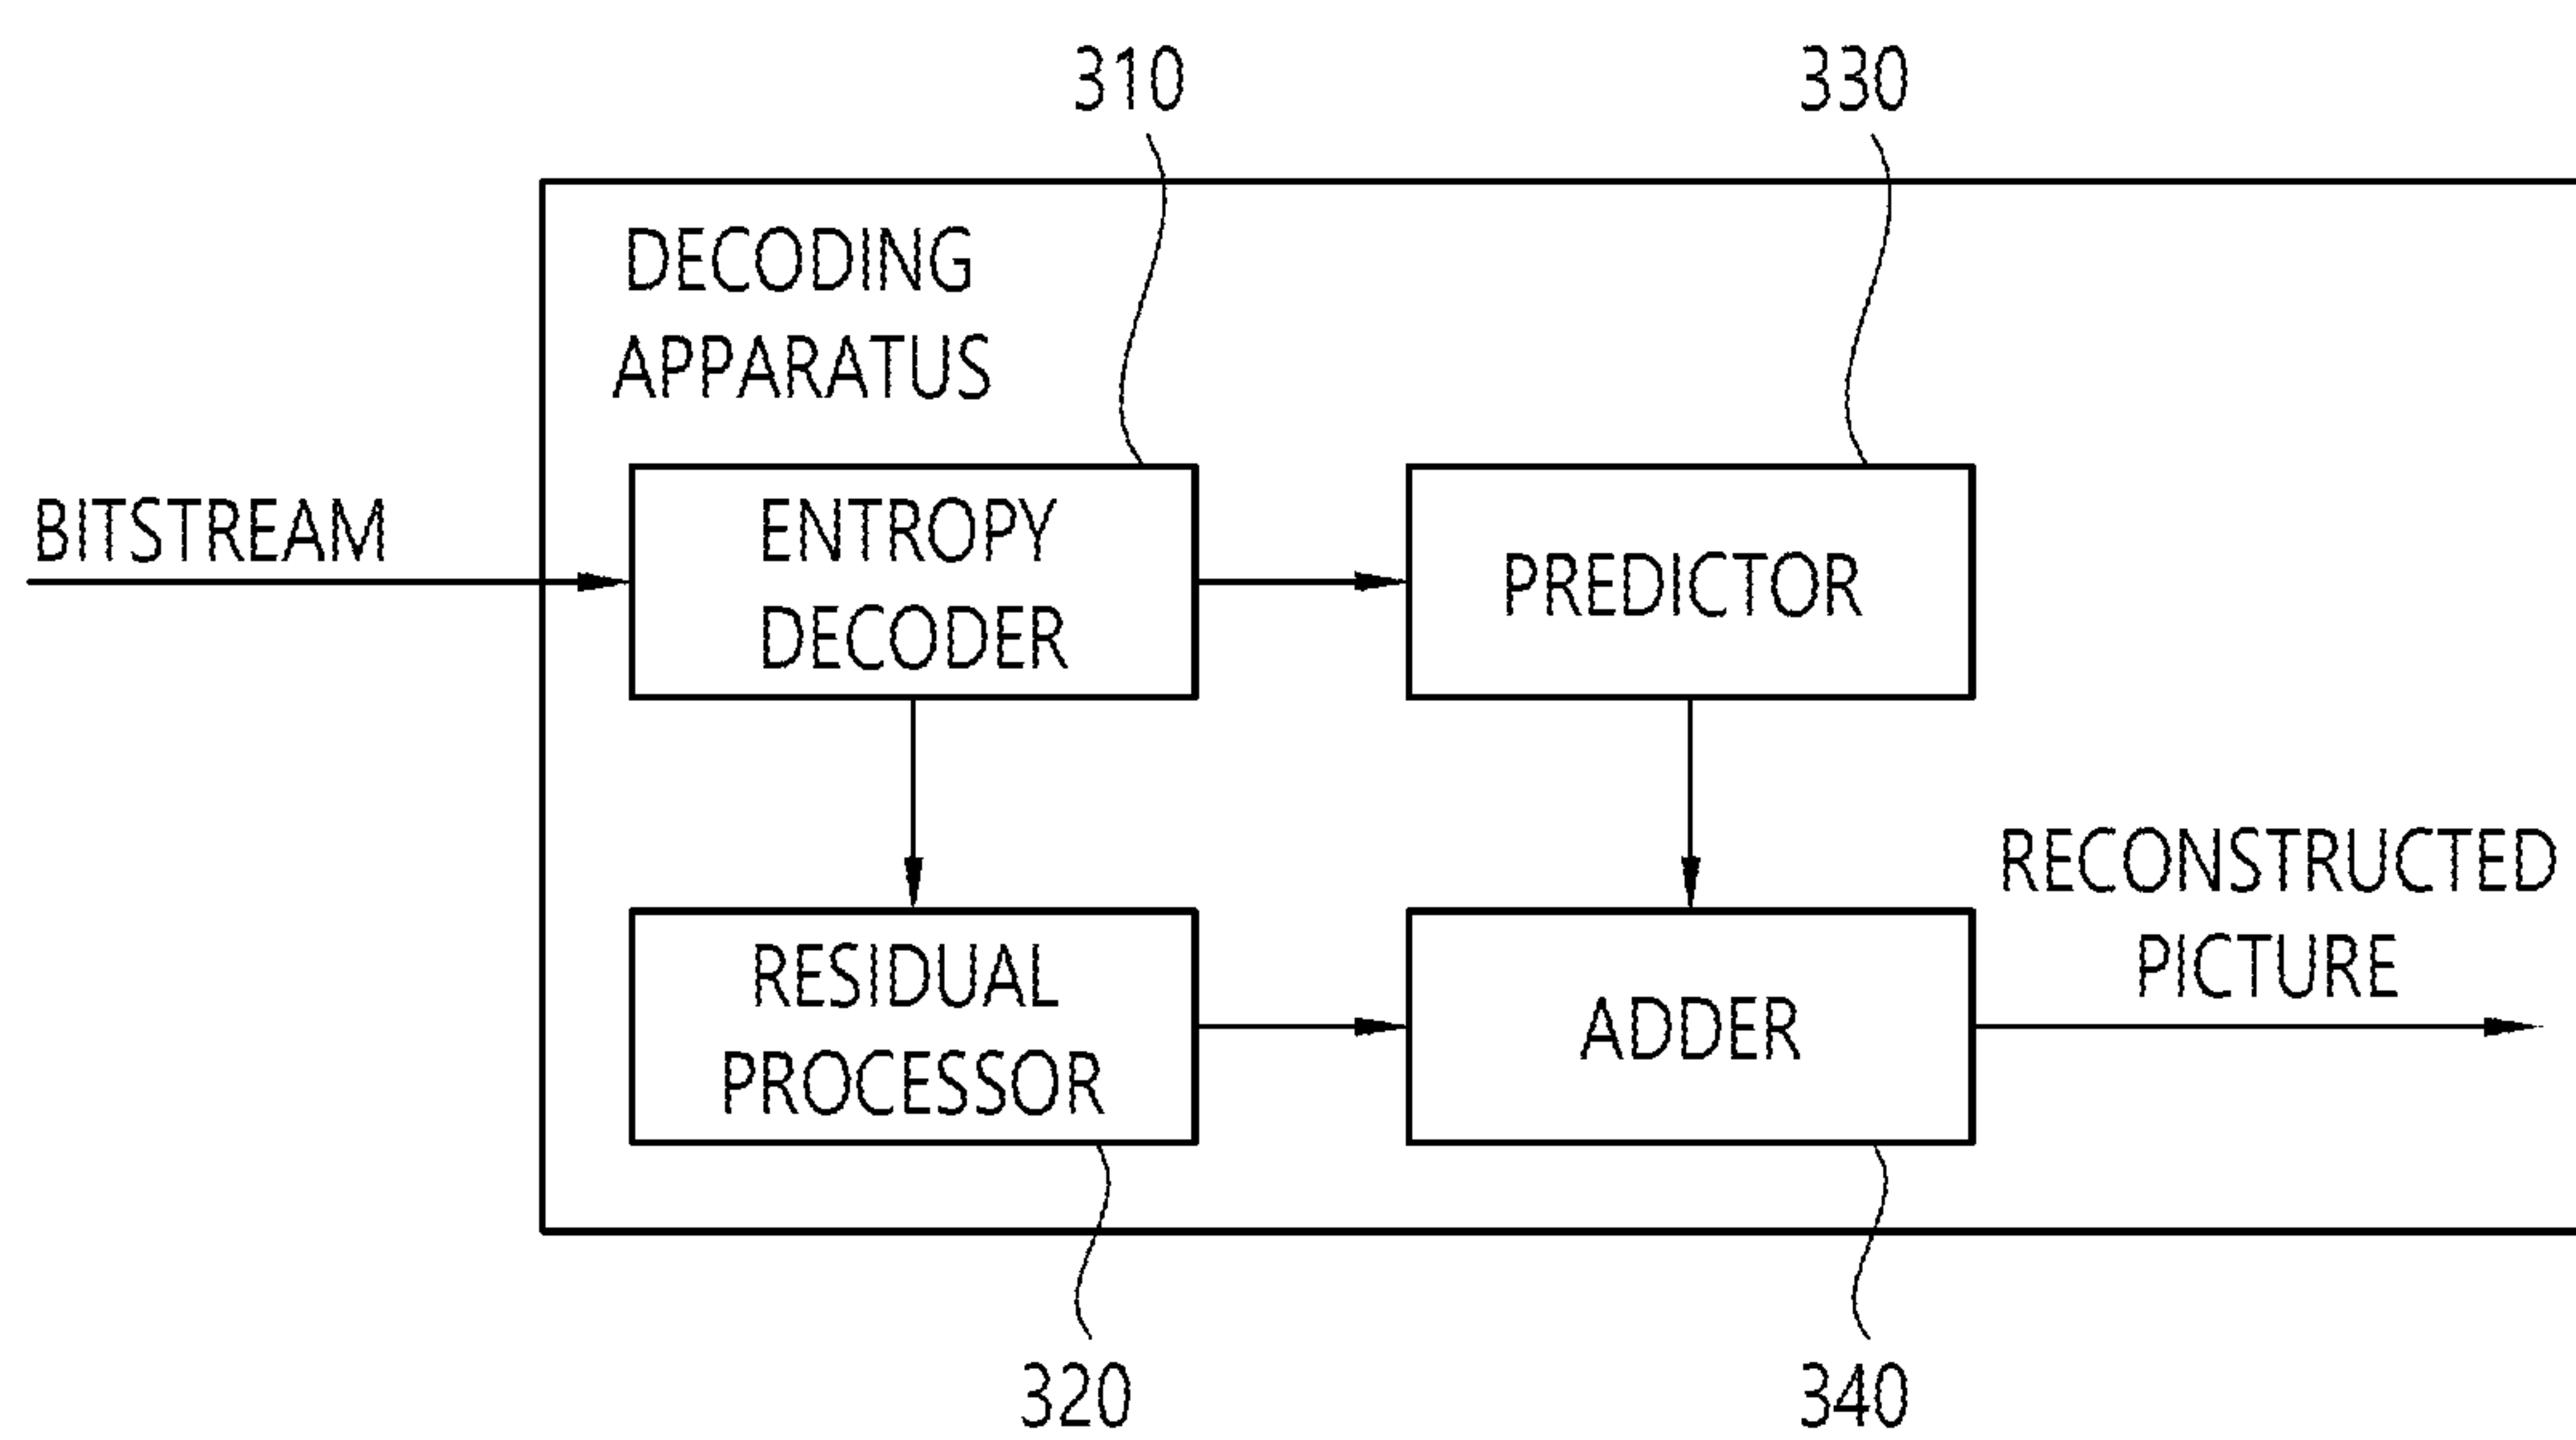 310
330
DECODING
APPARATUS
BITSTREAM
ENTROPY
DECODER
PREDICTOR
RECONSTRUCTED
PICTURE
RESIDUAL
PROCESSOR
ADDER
320
340